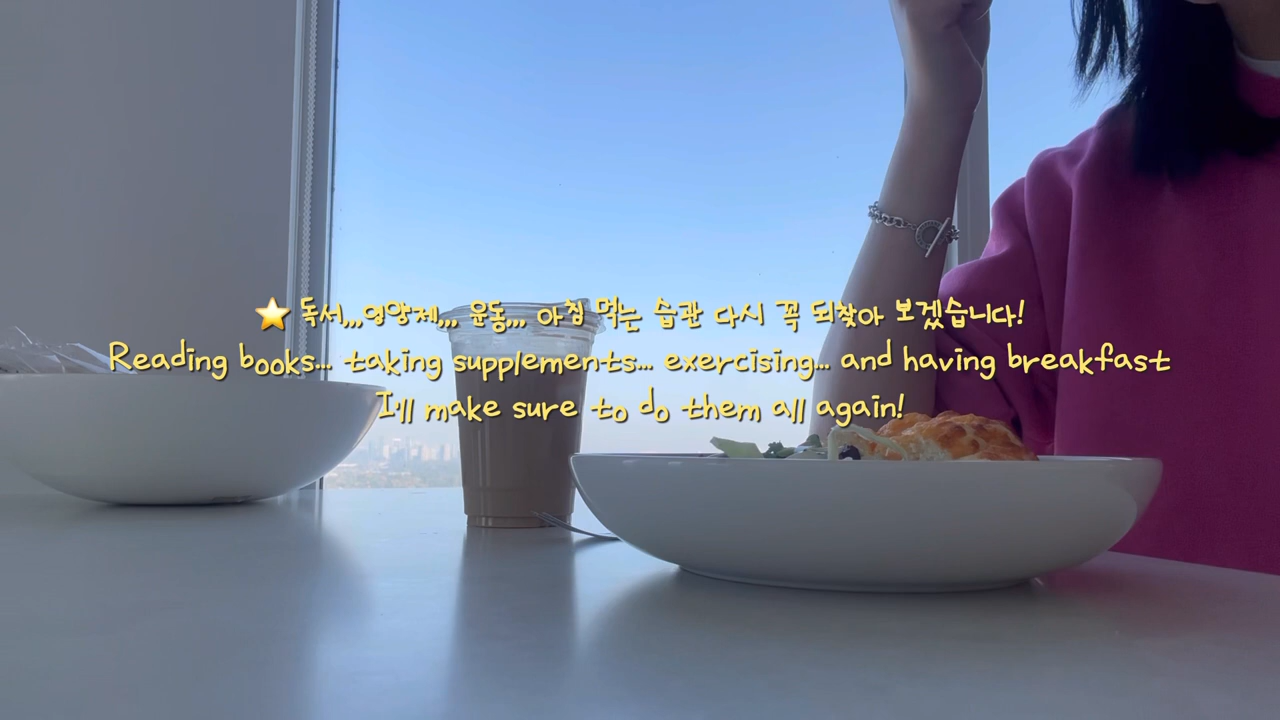 ⭐ 독서,,,영양제,,, 운동,,, 아침 먹는 습관 다시 꼭 되찾아 보겠습니다!
Reading books... taking supplements... exercising... and having breakfast
I'll make sure to do them all again!